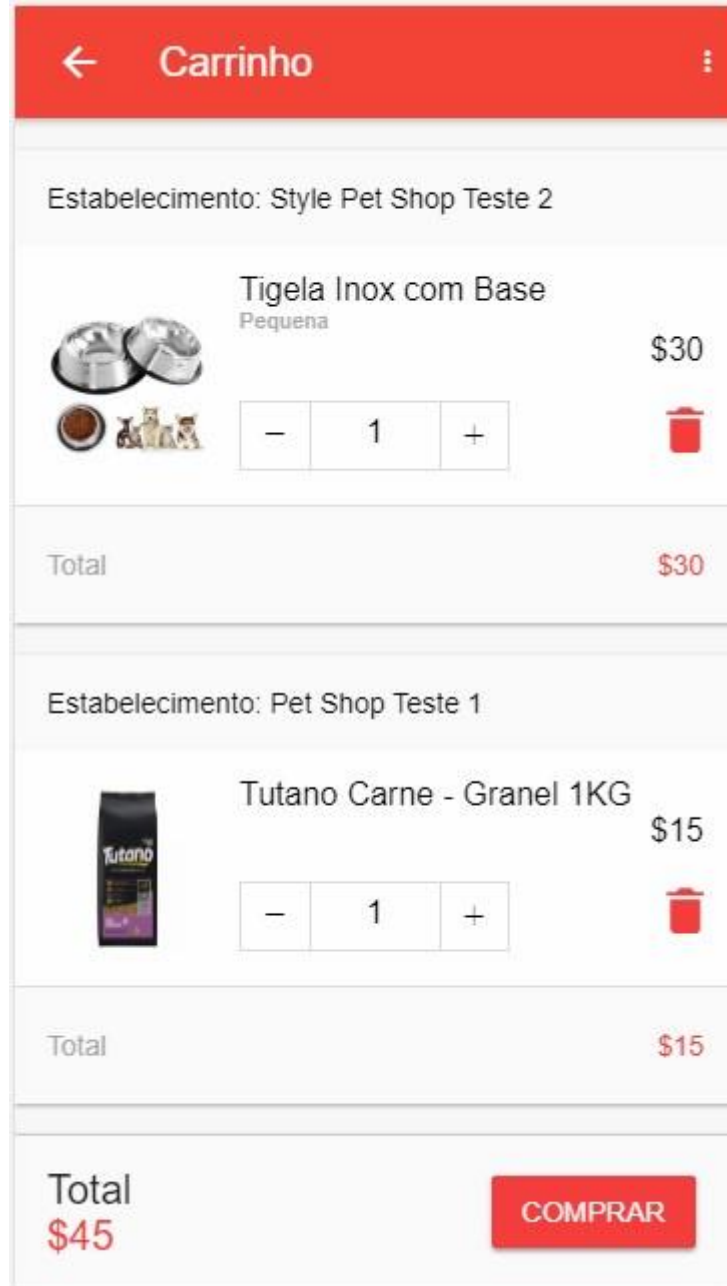 Carrinho
Estabelecimento: Style Pet Shop Teste 2
Tigela Inox com Base
Pequena
$30
− 1 +
Total $30
Estabelecimento: Pet Shop Teste 1
Tutano Carne - Granel 1KG
$15
Tutano
− 1 +
Total $15
Total
$45
COMPRAR